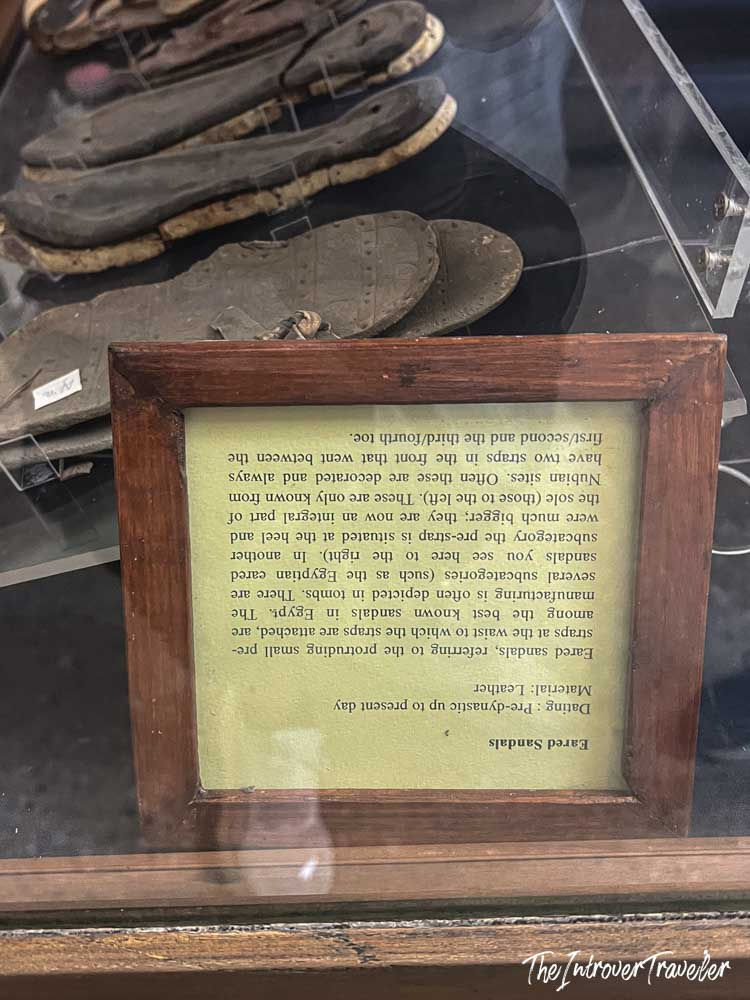 Eared Sandals
Dating : Pre-dynastic up to present day
Material: Leather
Eared sandals, referring to the protruding small pre-
straps at the waist to which the straps are attached, are
among the best known sandals in Egypt. The
manufacturing is often depicted in tombs. There are
several subcategories (such as the Egyptian eared
sandals you see here to the right). In another
subcategory the pre-strap is situated at the heel and
were much bigger; they are now an integral part of
the sole (those to the left). These are only known from
Nubian sites. Often these are decorated and always
have two straps in the front that went between the
first/second and the third/fourth toe.
TheIntroverTraveller